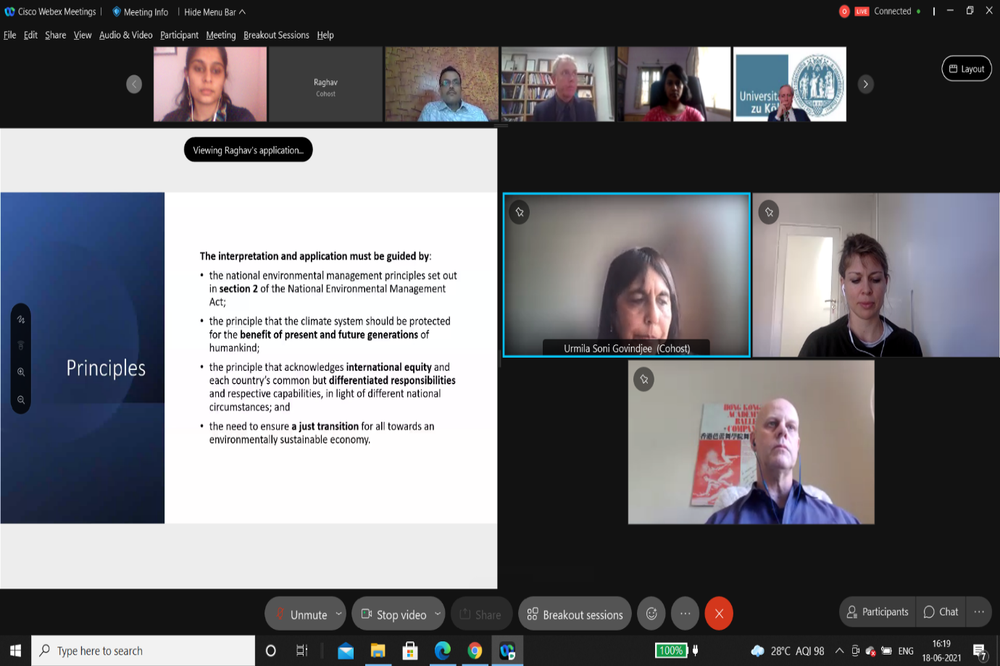 Cisco Webex Meetings
Meeting Info
Hide Menu Bar
LIVE
Connected
File Edit Share View Audio & Video Participant Meeting Breakout Sessions Help
Raghav
Cohost
Layout
zu
Viewing Raghav's application...
Principles
The interpretation and application must be guided by:
• the national environmental management principles set out
in section 2 of the National Environmental Management
Act;
• the principle that the climate system should be protected
for the benefit of present and future generations of
humankind;
• the principle that acknowledges international equity and
each country's common but differentiated responsibilities
and respective capabilities, in light of different national
circumstances; and
• the need to ensure a just transition for all towards an
environmentally sustainable economy.
Urmila Soni Govindjee (Cohost)
HONG KONG
ACADEMY
BALLET
COMPANY
Unmute
Stop video
Share
Breakout sessions
Participants
Chat
Type here to search
100%
28°C AQI 98
ENG
16:19
18-06-2021
7